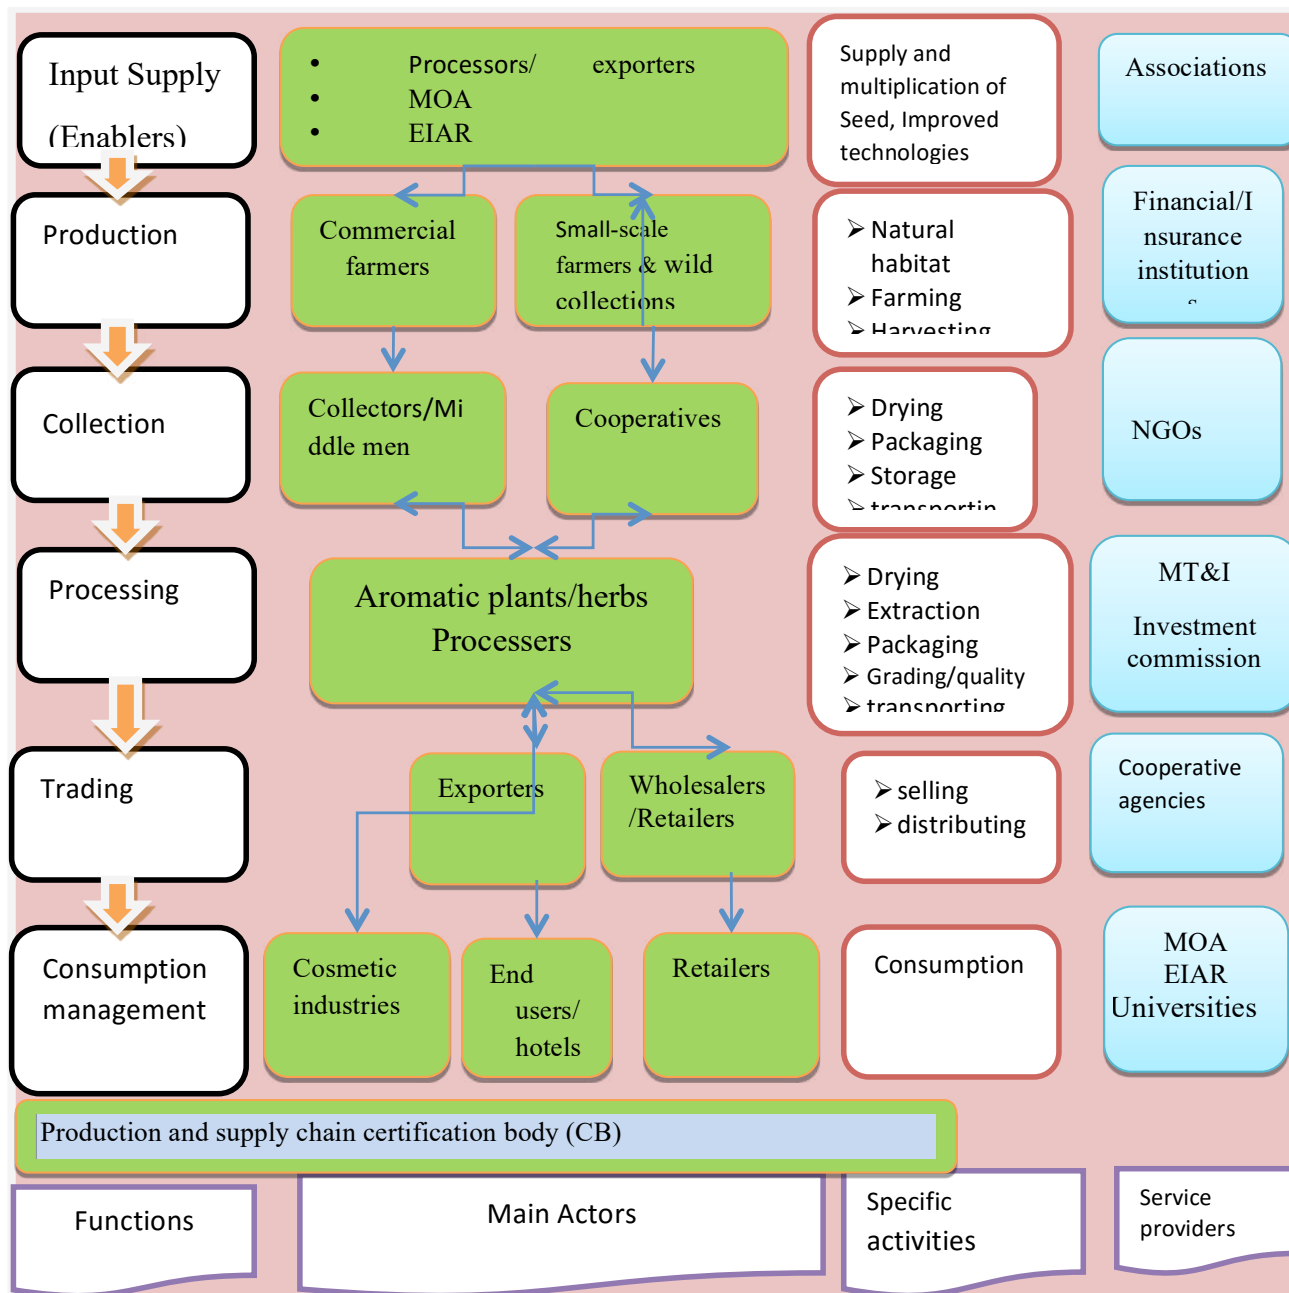 Input Supply
(Enablers)
• Processors/ exporters
• MOA
• EIAR
Supply and
multiplication of
Seed, Improved
technologies
Associations
Production
Commercial
farmers
Small-scale
farmers & wild
collections
➢ Natural
habitat
➢ Farming
➢ Harvesting
Financial/I
nsurance
institution
s
Collection
Collectors/Mi
ddle men
Cooperatives
➢ Drying
➢ Packaging
➢ Storage
➢ transportin
NGOs
Processing
Aromatic plants/herbs
Processers
➢ Drying
➢ Extraction
➢ Packaging
➢ Grading/quality
➢ transporting
MT&I
Investment
commission
Trading
Exporters
Wholesalers
/Retailers
➢ selling
➢ distributing
Cooperative
agencies
Consumption
management
Cosmetic
industries
End
users/
hotels
Retailers
Consumption
MOA
EIAR
Universities
Production and supply chain certification body (CB)
Functions
Main Actors
Specific
activities
Service
providers